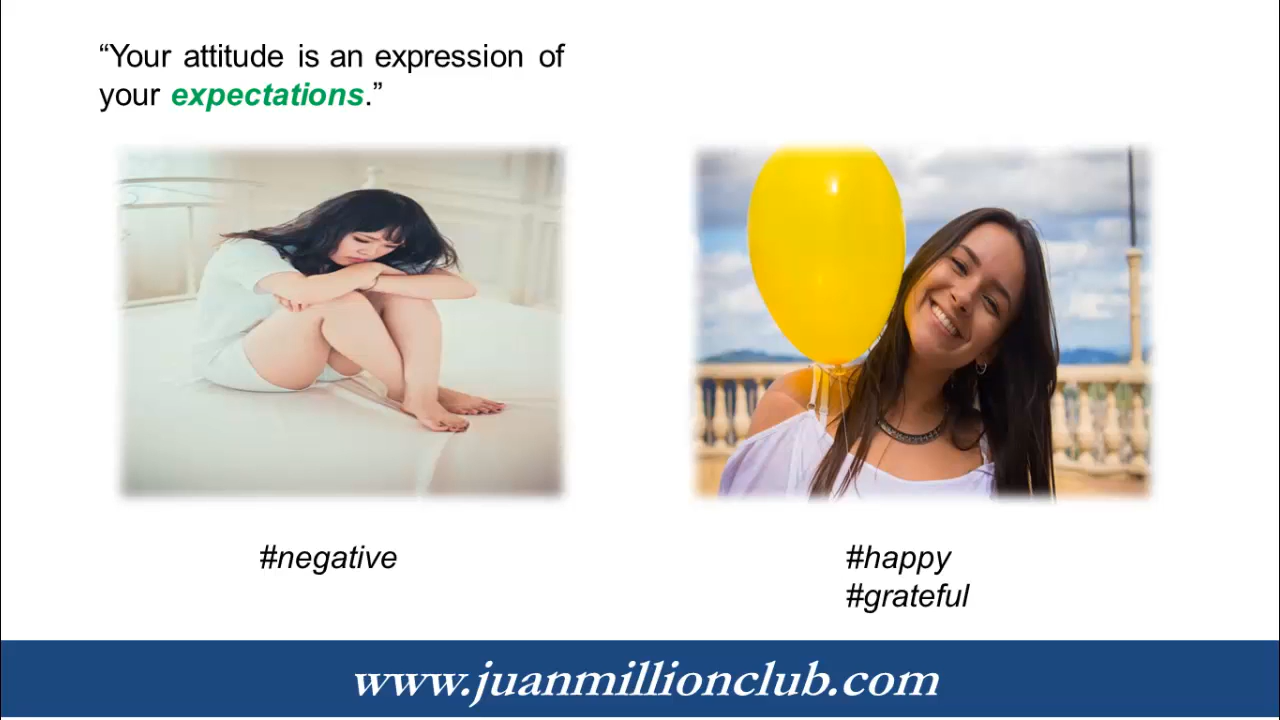 “Your attitude is an expression of
your expectations.”
#negative
#happy
#grateful
www.juanmillionclub.com